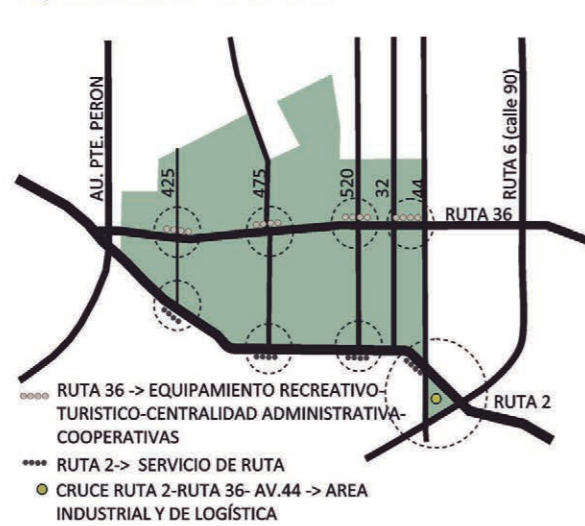 AU. PTE. PERON
425
475
520
32
44
RUTA 6 (calle 90)
RUTA 36
RUTA 2
RUTA 36 -> EQUIPAMIENTO RECREATIVO-
TURISTICO-CENTRALIDAD ADMINISTRATIVA-
COOPERATIVAS
RUTA 2-> SERVICIO DE RUTA
CRUCE RUTA 2-RUTA 36- AV.44 -> AREA
INDUSTRIAL Y DE LOGÍSTICA